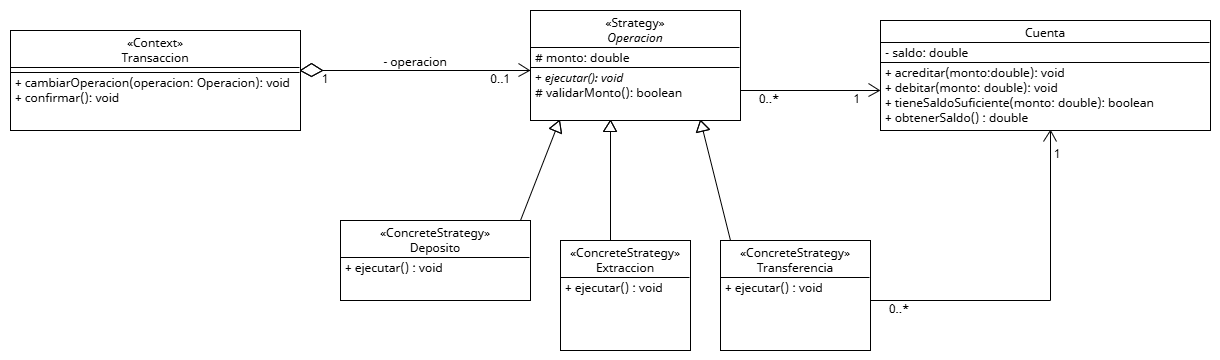 «Context»
Transaccion
+ cambiarOperacion(operacion: Operacion): void
+ confirmar(): void
1
- operacion
0..1
«Strategy»
Operacion
# monto: double
+ ejecutar(): void
# validarMonto(): boolean
0..*
1
Cuenta
- saldo: double
+ acreditar(monto:double): void
+ debitar(monto: double): void
+ tieneSaldoSuficiente(monto: double): boolean
+ obtenerSaldo() : double
1
«ConcreteStrategy»
Deposito
+ ejecutar() : void
«ConcreteStrategy»
Extraccion
+ ejecutar() : void
«ConcreteStrategy»
Transferencia
+ ejecutar() : void
0..*